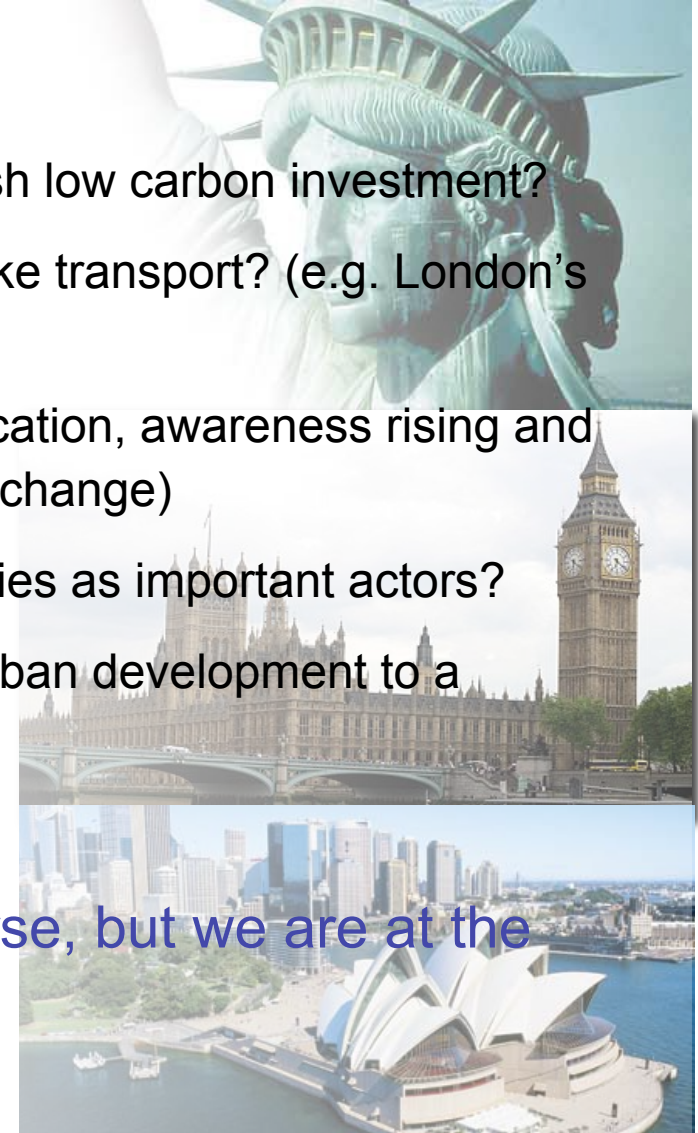 sh low carbon investment?
ke transport? (e.g. London's
cation, awareness rising and
change)
ies as important actors?
ban development to a
se, but we are at the